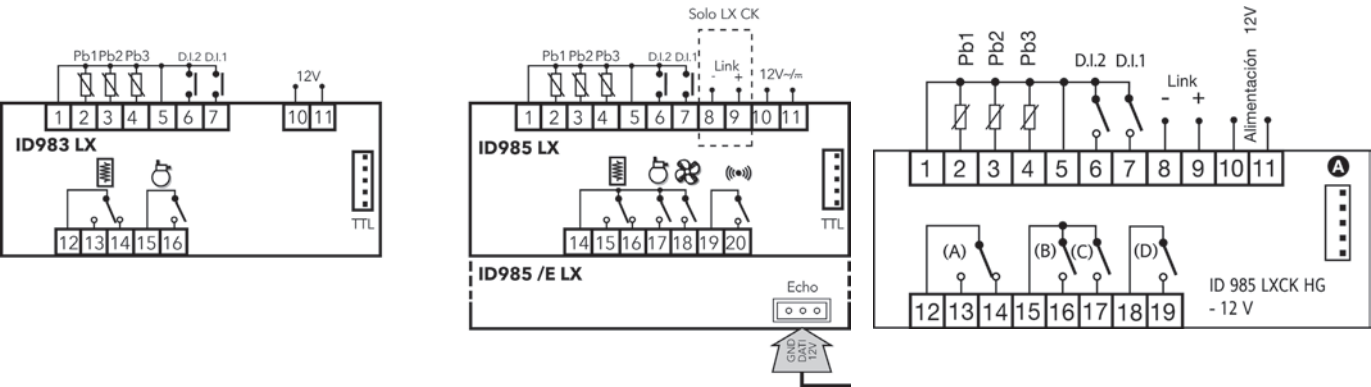 Pb1 Pb2 Pb3 D.I.2 D.I.1
12V
1 2 3 4 5 6 7 10 11
ID983 LX
TTL
12 13 14 15 16
Solo LX CK
Pb1 Pb2 Pb3 D.I.2 D.I.1
Link
- +
12V~/
1 2 3 4 5 6 7 8 9 10 11
ID985 LX
TTL
14 15 16 17 18 19 20
ID985 /E LX
Echo
GND
DATI
12V
Pb1
Pb2
Pb3
D.I.2 D.I.1
Link
- +
Alimentación 12V
1 2 3 4 5 6 7 8 9 10 11
A
(A) (B) (C) (D)
ID 985 LXCK HG
- 12 V
12 13 14 15 16 17 18 19